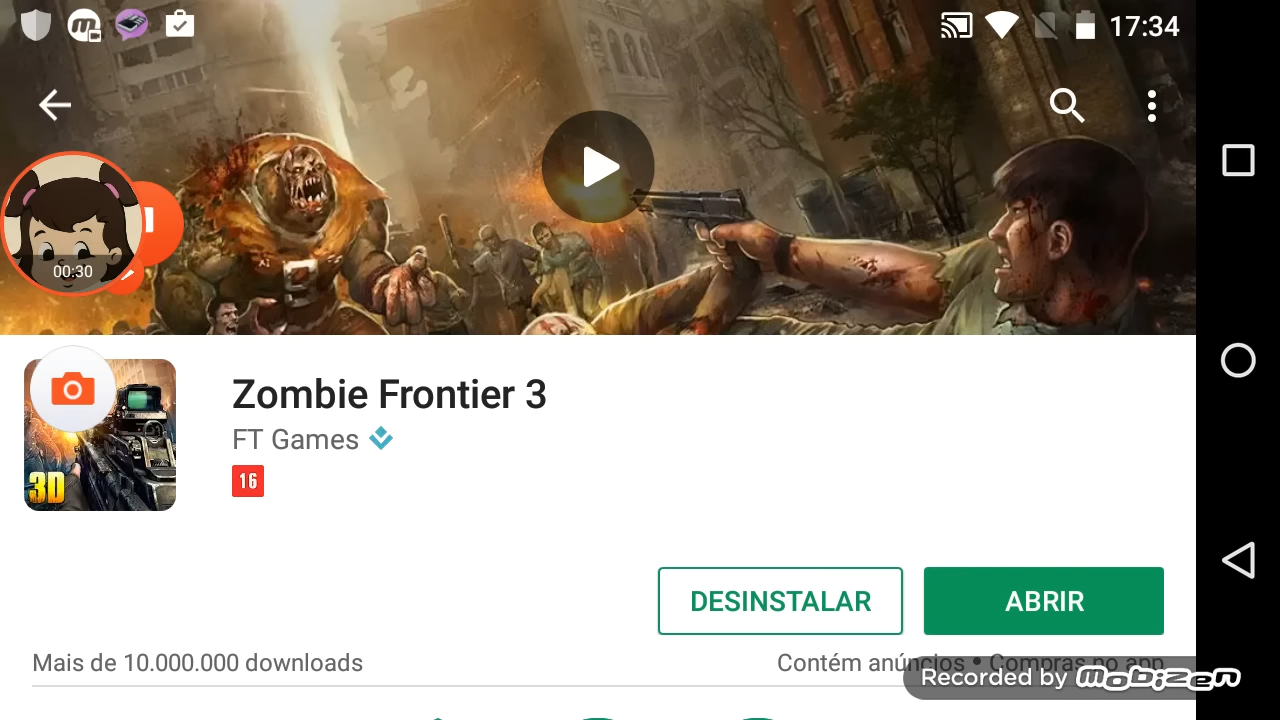 17:34
00:30
3D
Zombie Frontier 3
FT Games
16
DESINSTALAR
ABRIR
Mais de 10.000.000 downloads
Contém anúncios • Compras no app
Recorded by mobizen